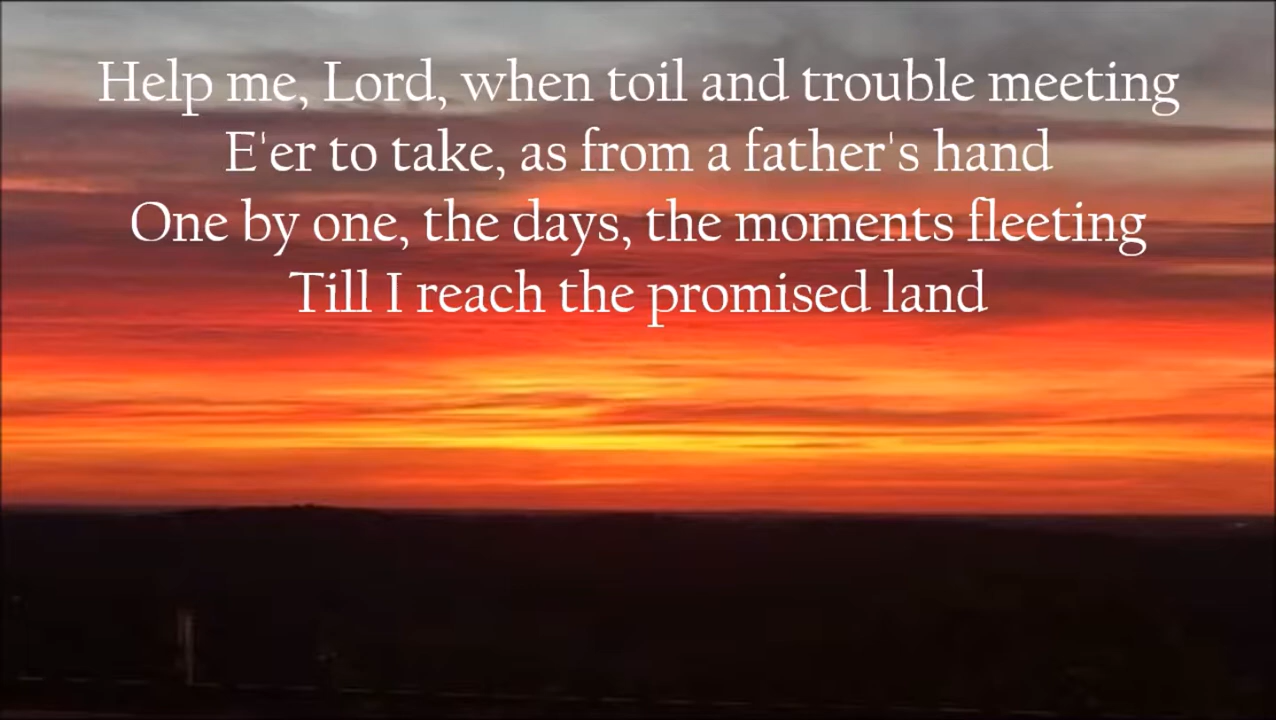 Help me, Lord, when toil and trouble meeting
E'er to take, as from a father's hand
One by one, the days, the moments fleeting
Till I reach the promised land